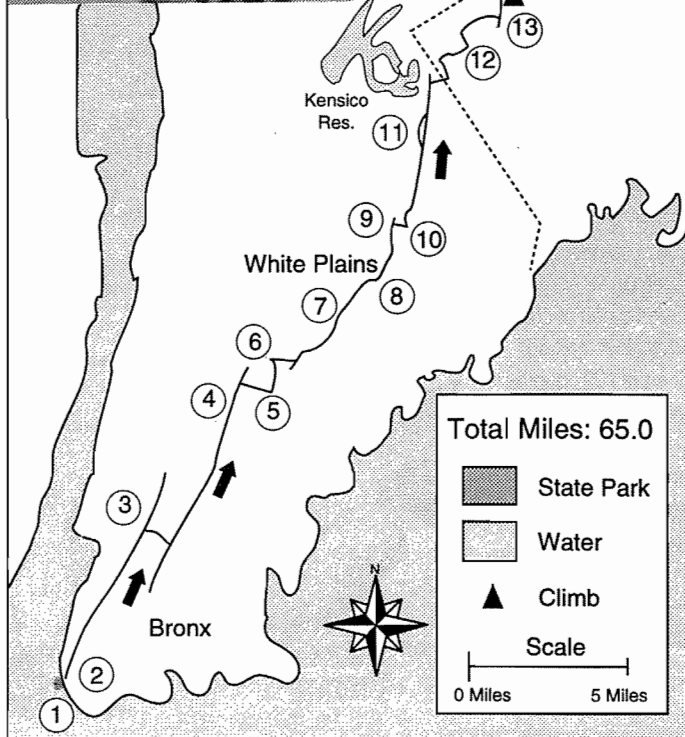 13
12
Kensico
Res.
11
9
10
White Plains
8
7
6
4
5
Total Miles: 65.0
State Park
3
Water
N
Climb
Bronx
Scale
2
0 Miles 5 Miles
1